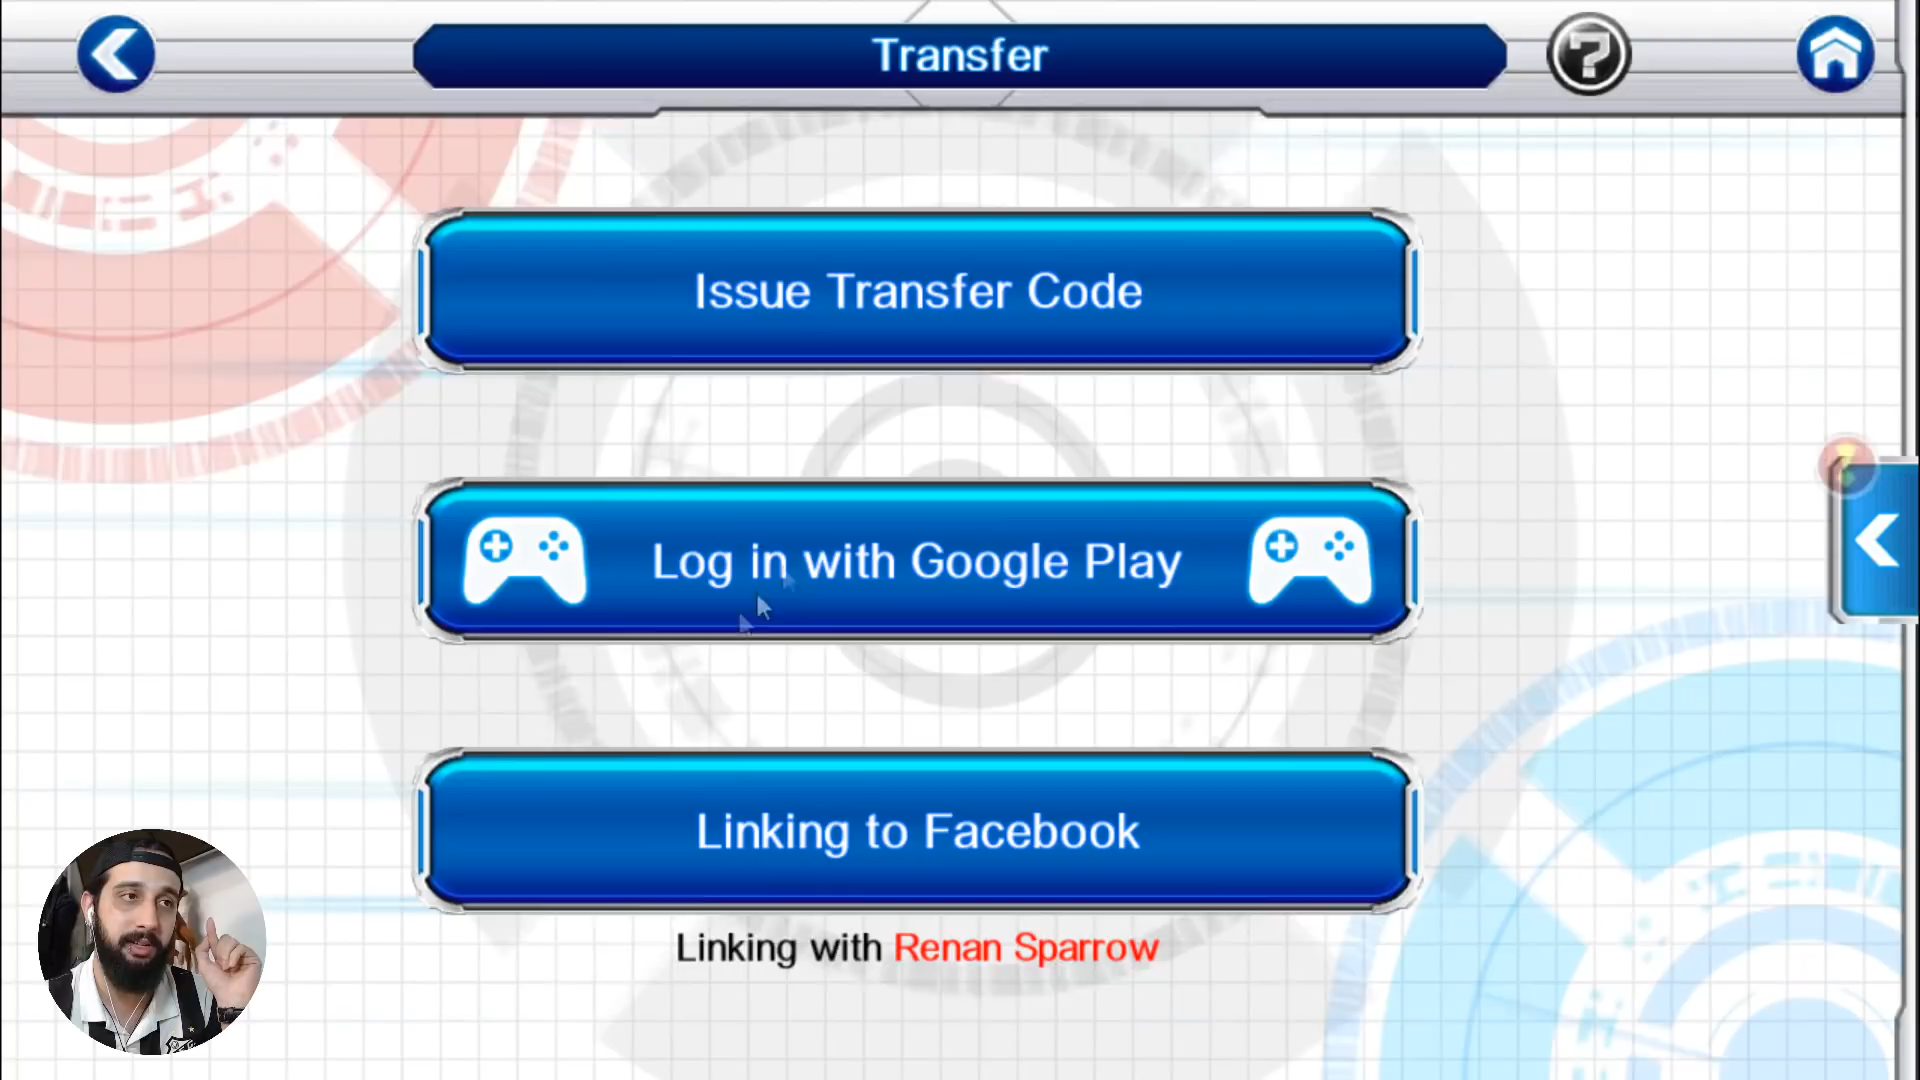 Transfer
Issue Transfer Code
Log in with Google Play
Linking to Facebook
Linking with Renan Sparrow